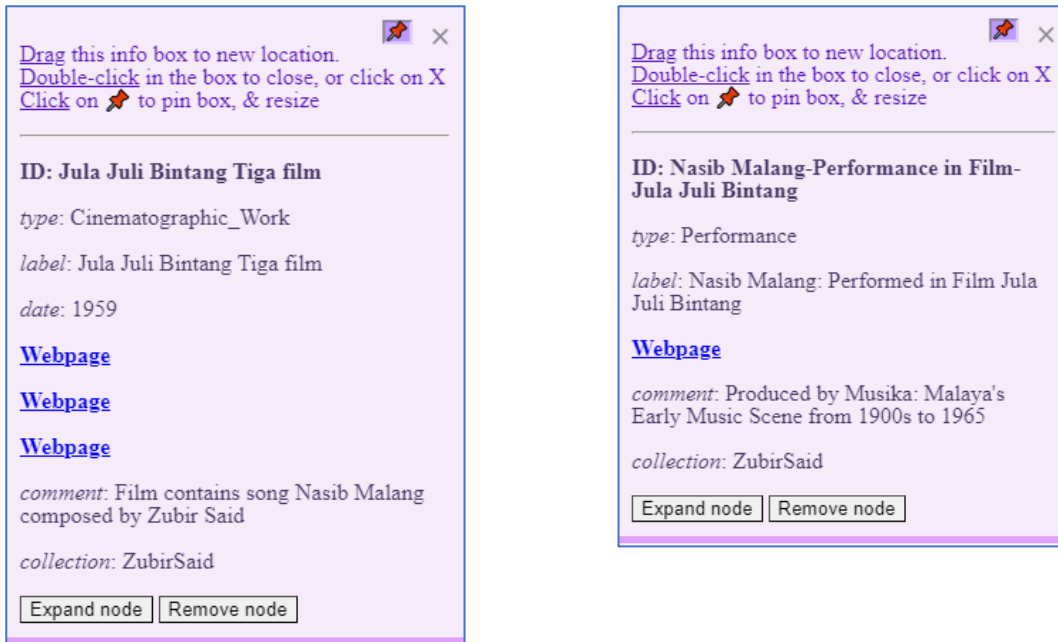 ×
Drag this info box to new location.
Double-click in the box to close, or click on X
Click on 📌 to pin box, & resize
ID: Jula Juli Bintang Tiga film
type: Cinematographic_Work
label: Jula Juli Bintang Tiga film
date: 1959
Webpage
Webpage
Webpage
comment: Film contains song Nasib Malang
composed by Zubir Said
collection: ZubirSaid
Expand node Remove node
×
Drag this info box to new location.
Double-click in the box to close, or click on X
Click on 📌 to pin box, & resize
ID: Nasib Malang-Performance in Film-
Jula Juli Bintang
type: Performance
label: Nasib Malang: Performed in Film Jula
Juli Bintang
Webpage
comment: Produced by Musika: Malaya's
Early Music Scene from 1900s to 1965
collection: ZubirSaid
Expand node Remove node